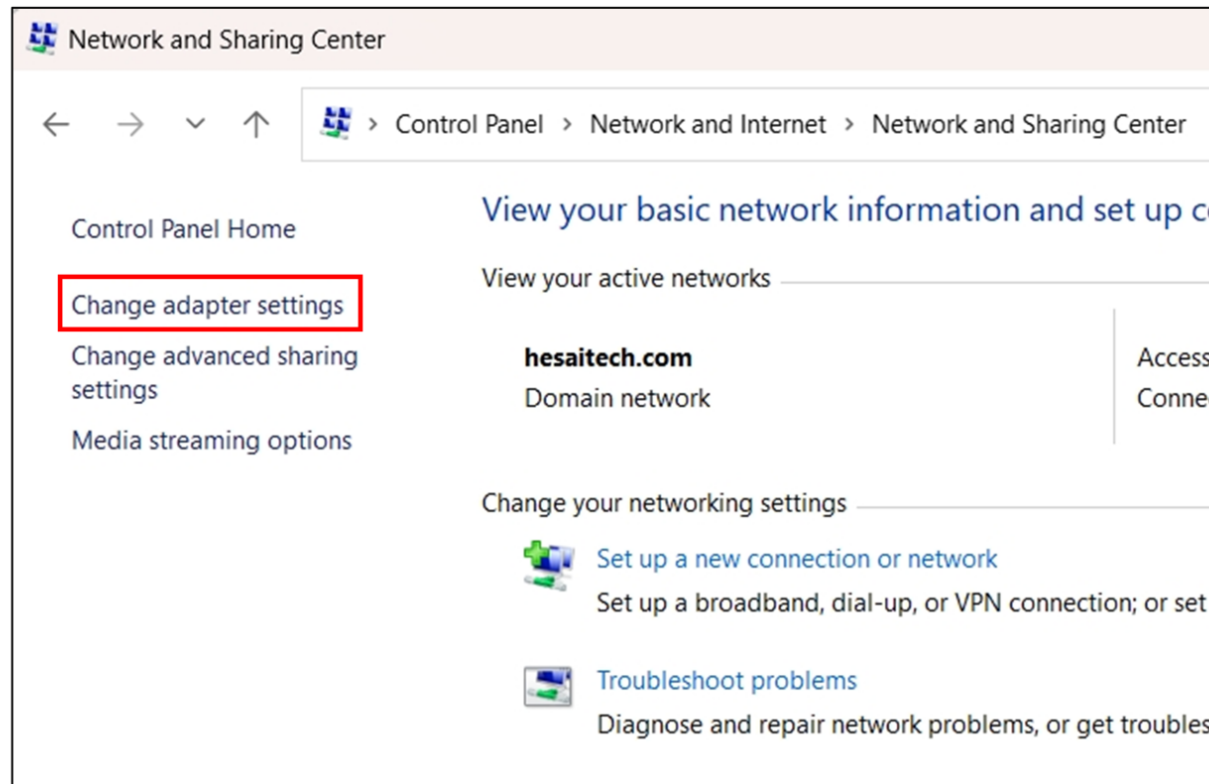 Network and Sharing Center
Control Panel > Network and Internet > Network and Sharing Center
Control Panel Home
Change adapter settings
Change advanced sharing
settings
Media streaming options
View your basic network information and set up
View your active networks
hesaitech.com
Domain network
Access
Change your networking settings
Set up a new connection or network
Set up a broadband, dial-up, or VPN connection; or set
Troubleshoot problems
Diagnose and repair network problems, or get